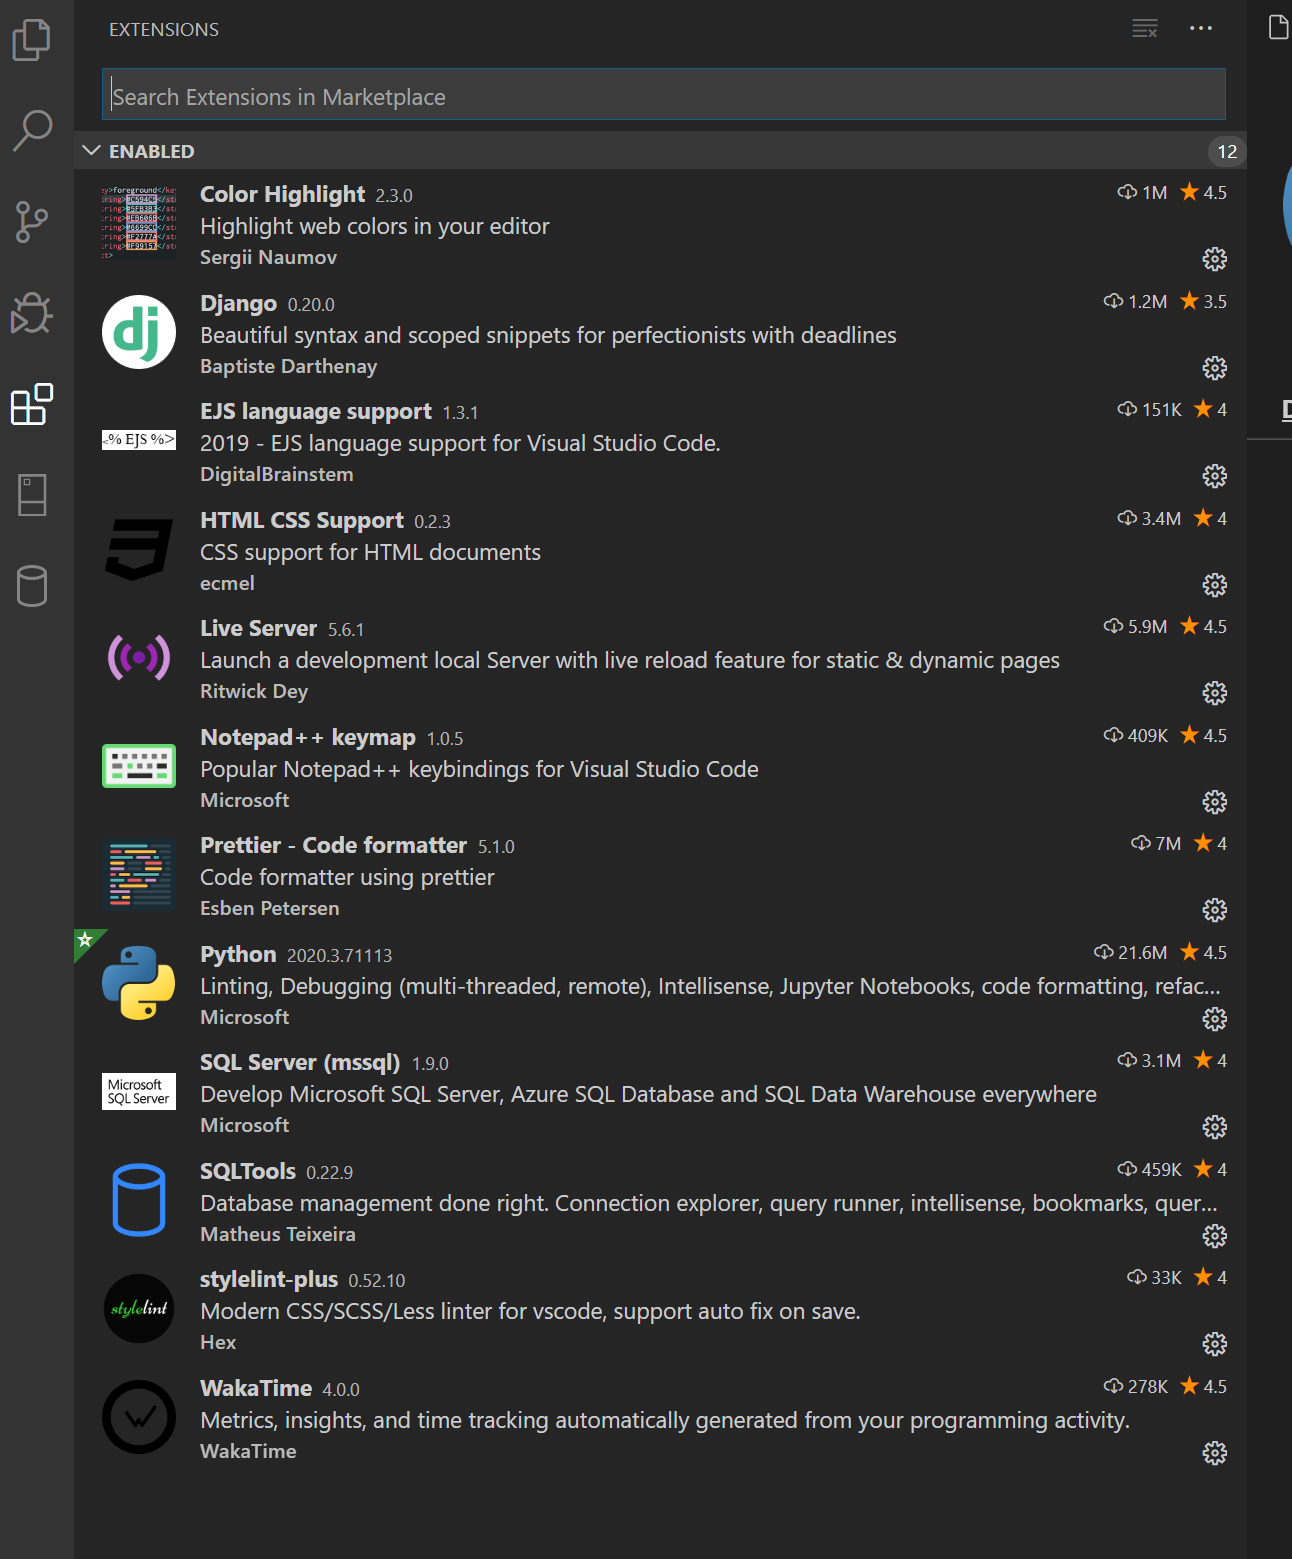 EXTENSIONS
Search Extensions in Marketplace
ENABLED 12
Color Highlight 2.3.0 1M 4.5
Highlight web colors in your editor
Sergii Naumov
dj
Django 0.20.0 1.2M 3.5
Beautiful syntax and scoped snippets for perfectionists with deadlines
Baptiste Darthenay
EJS language support 1.3.1 151K 4
<% EJS %>
2019 - EJS language support for Visual Studio Code.
DigitalBrainstem
HTML CSS Support 0.2.3 3.4M 4
CSS support for HTML documents
ecmel
Live Server 5.6.1 5.9M 4.5
Launch a development local Server with live reload feature for static & dynamic pages
Ritwick Dey
Notepad++ keymap 1.0.5 409K 4.5
Popular Notepad++ keybindings for Visual Studio Code
Microsoft
Prettier - Code formatter 5.1.0 7M 4
Code formatter using prettier
Esben Petersen
Python 2020.3.71113 21.6M 4.5
Linting, Debugging (multi-threaded, remote), Intellisense, Jupyter Notebooks, code formatting, refac...
Microsoft
SQL Server (mssql) 1.9.0 3.1M 4
Microsoft
SQL Server
Develop Microsoft SQL Server, Azure SQL Database and SQL Data Warehouse everywhere
Microsoft
SQLTools 0.22.9 459K 4
Database management done right. Connection explorer, query runner, intellisense, bookmarks, quer...
Matheus Teixeira
stylelint-plus 0.52.10 33K 4
stylelint
Modern CSS/SCSS/Less linter for vscode, support auto fix on save.
Hex
WakaTime 4.0.0 278K 4.5
Metrics, insights, and time tracking automatically generated from your programming activity.
WakaTime